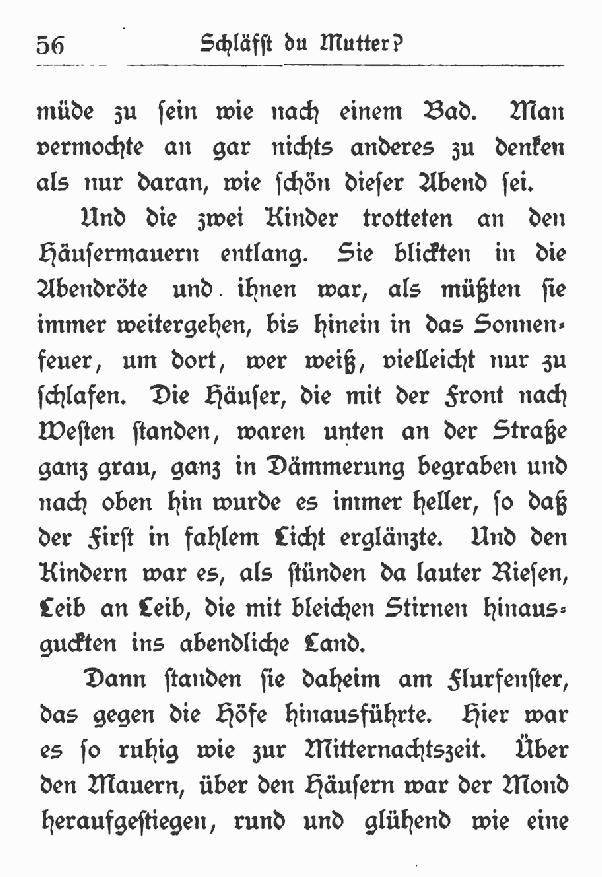 56 Schläfst du Mutter?
müde zu sein wie nach einem Bad. Man
vermochte an gar nichts anderes zu denken
als nur daran, wie schön dieser Abend sei.
Und die zwei Kinder trotteten an den
Häusermauern entlang. Sie blickten in die
Abendröte und ihnen war, als müßten sie
immer weitergehen, bis hinein in das Sonnen-
feuer, um dort, wer weiß, vielleicht nur zu
schlafen. Die Häuser, die mit der Front nach
Westen standen, waren unten an der Straße
ganz grau, ganz in Dämmerung begraben und
nach oben hin wurde es immer heller, so daß
der First in fahlem Licht erglänzte. Und den
Kindern war es, als stünden da lauter Riesen,
Leib an Leib, die mit bleichen Stirnen hinaus-
guckten ins abendliche Land.
Dann standen sie daheim am Flurfenster,
das gegen die Höfe hinausführte. Hier war
es so ruhig wie zur Mitternachtszeit. Über
den Mauern, über den Häusern war der Mond
heraufgestiegen, rund und glühend wie eine